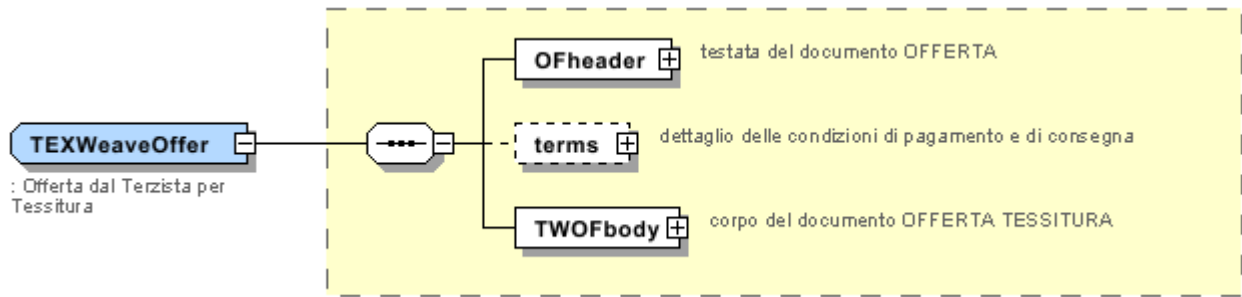 OFheader
testata del documento OFFERTA
TEXWeaveOffer
: Offerta dal Terzista per
Tessitura
terms
dettaglio delle condizioni di pagamento e di consegna
TWOFbody
corpo del documento OFFERTA TESSITURA